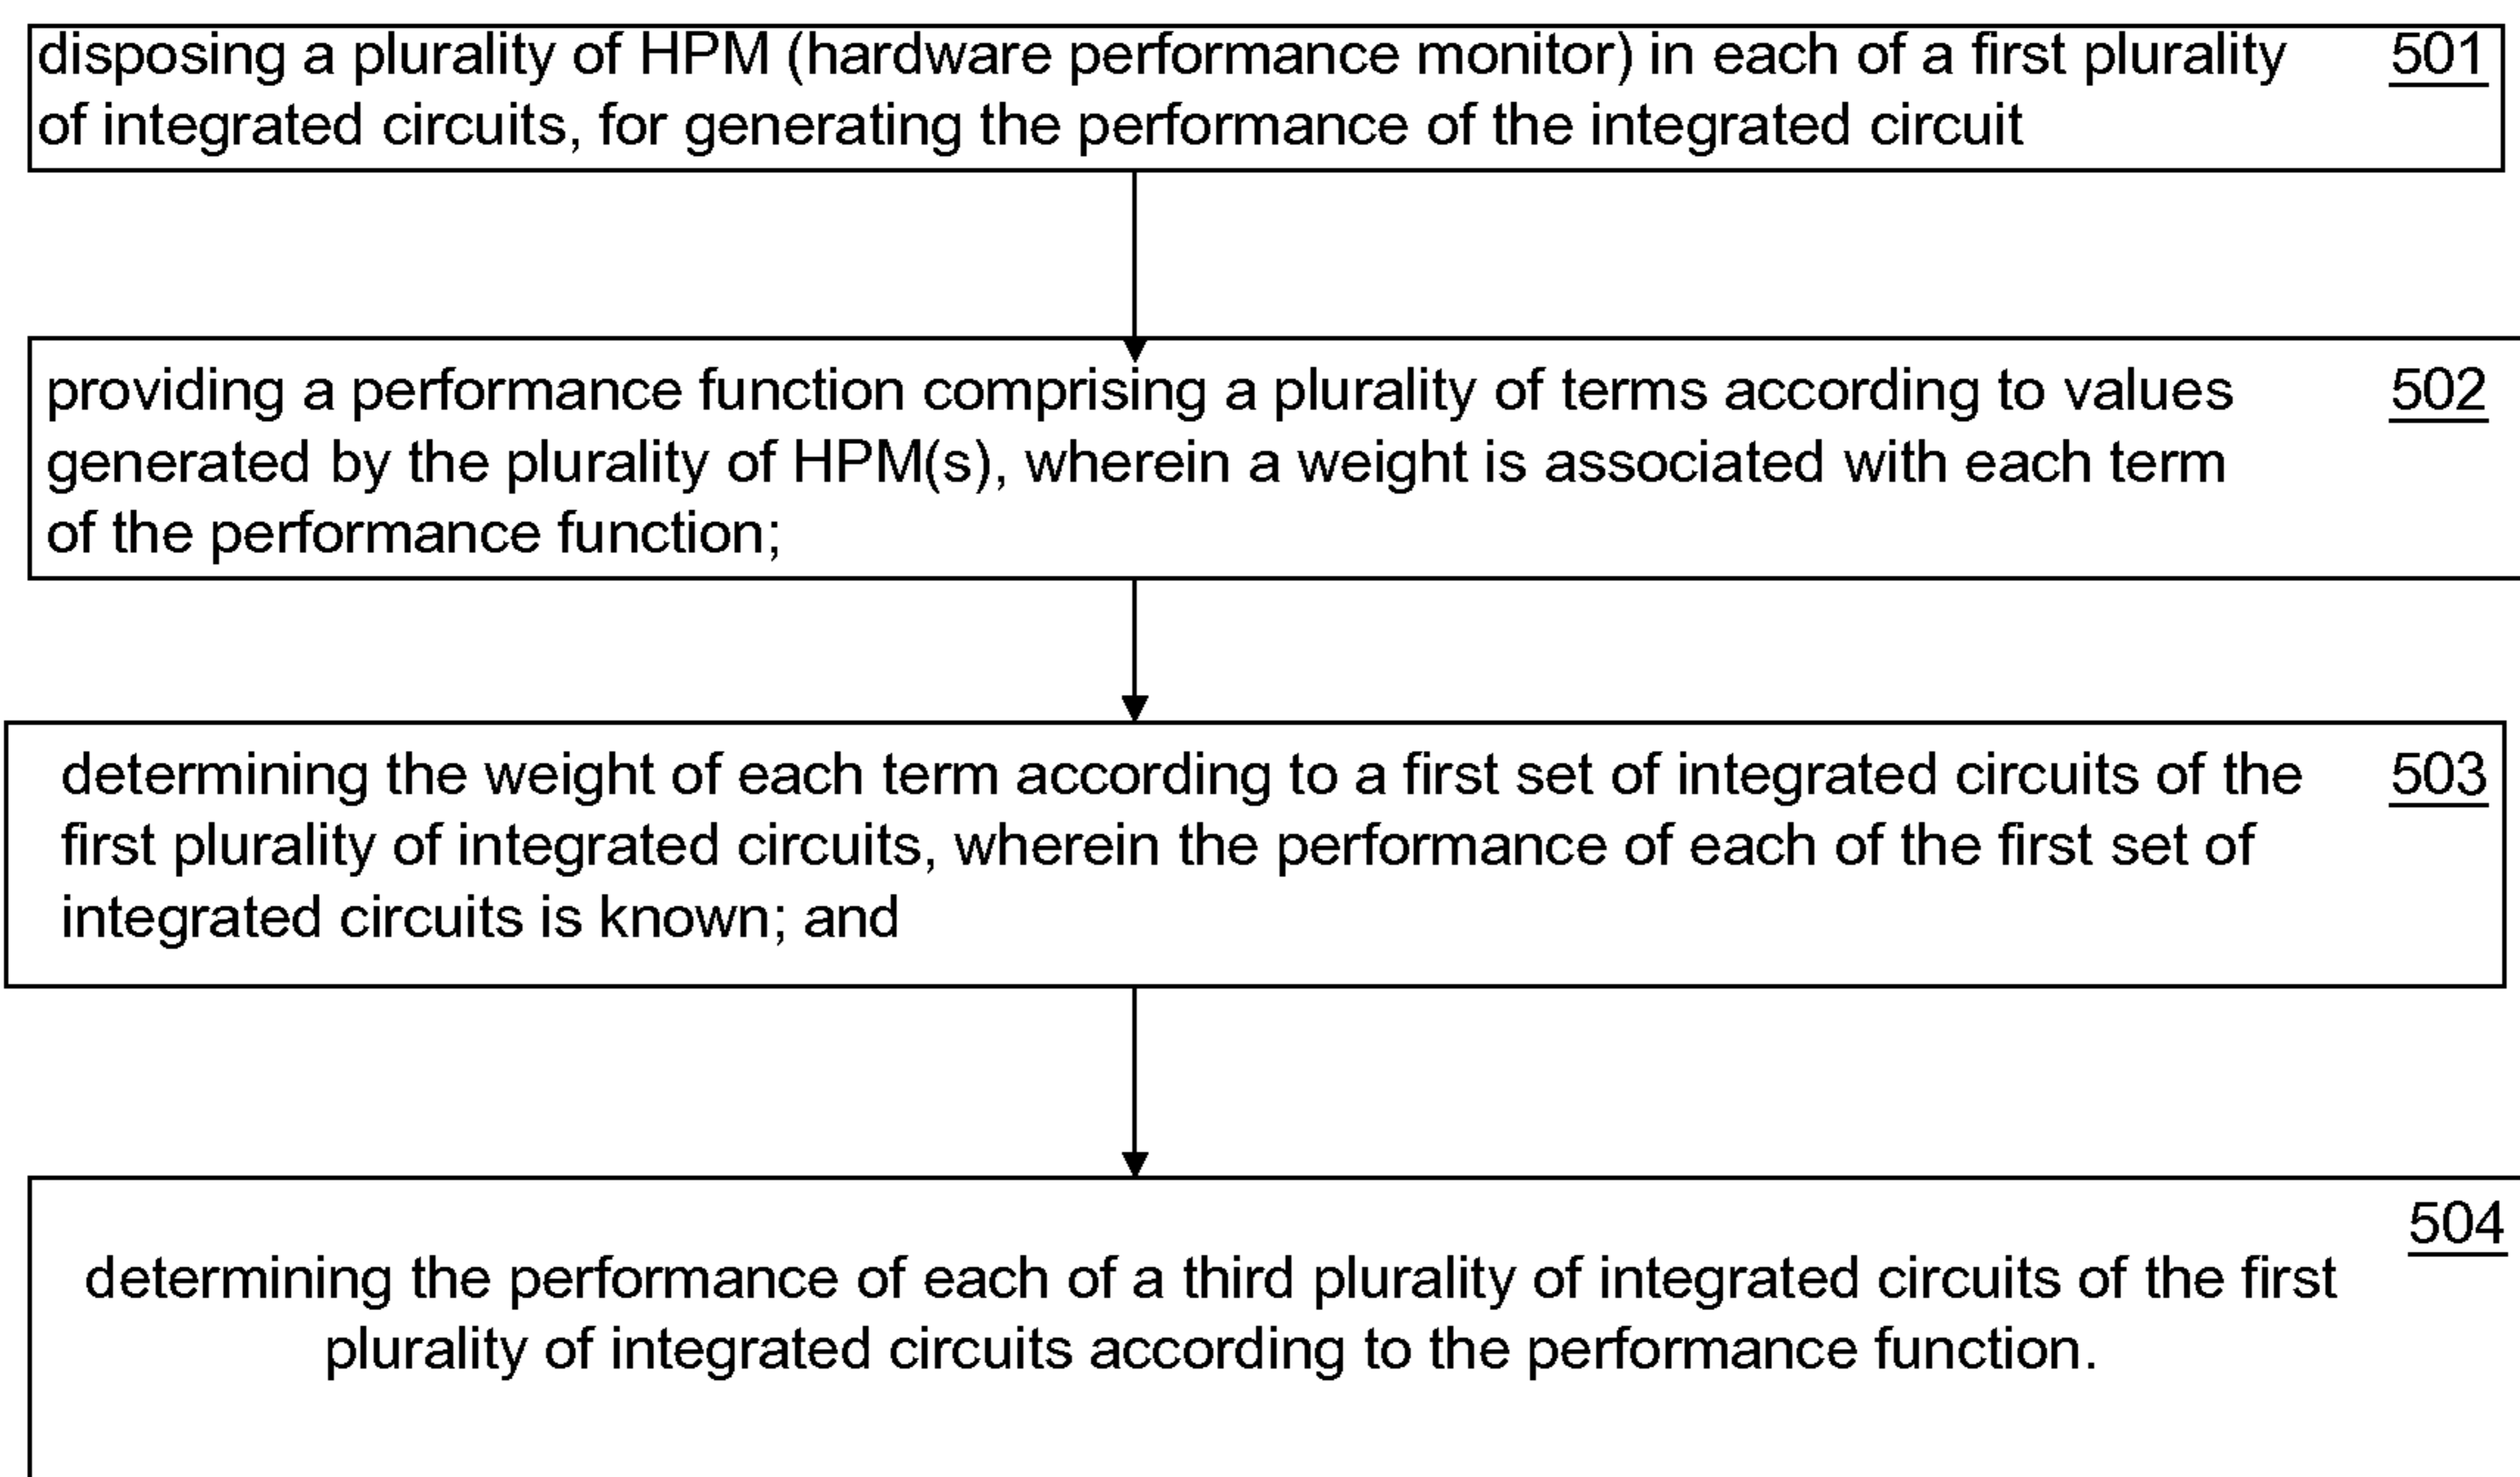 disposing a plurality of HPM (hardware performance monitor) in each of a first plurality 501
of integrated circuits, for generating the performance of the integrated circuit
providing a performance function comprising a plurality of terms according to values 502
generated by the plurality of HPM(s), wherein a weight is associated with each term
of the performance function;
determining the weight of each term according to a first set of integrated circuits of the 503
first plurality of integrated circuits, wherein the performance of each of the first set of
integrated circuits is known; and
504
determining the performance of each of a third plurality of integrated circuits of the first
plurality of integrated circuits according to the performance function.